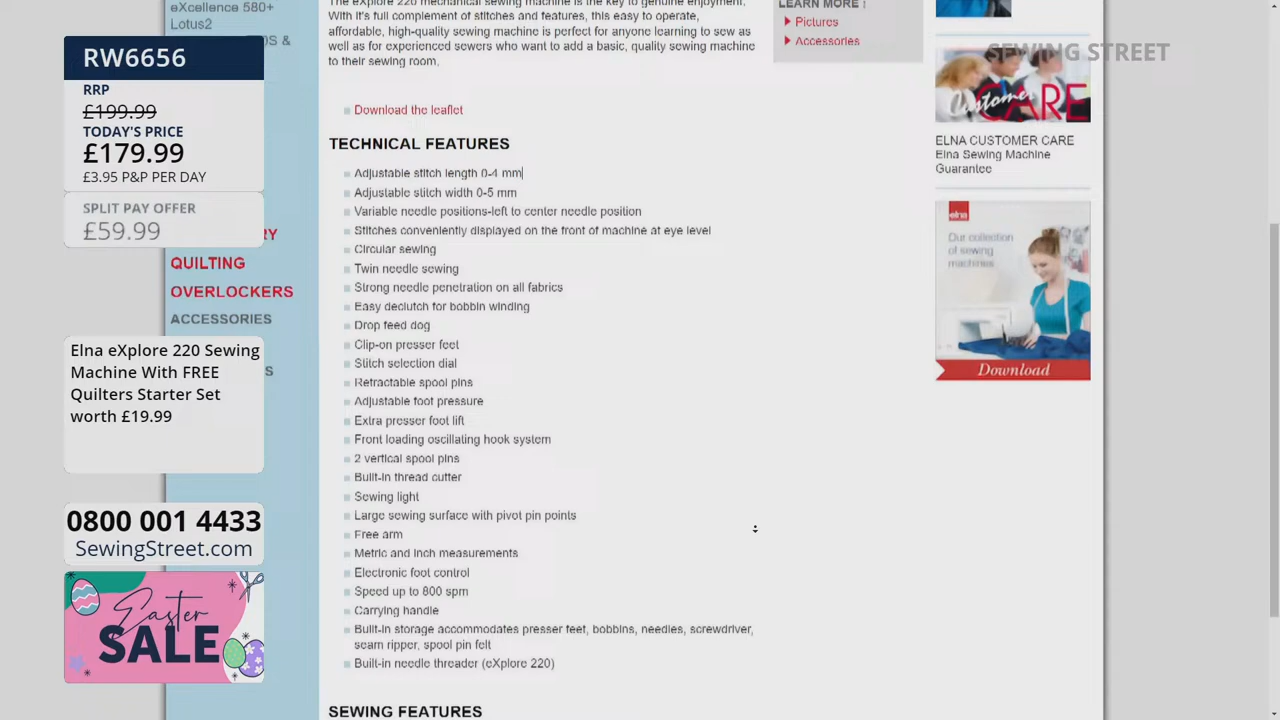 RW6656
RRP
£199.99
TODAY'S PRICE
£179.99
£3.95 P&P PER DAY
SPLIT PAY OFFER
£59.99
Elna eXplore 220 Sewing
Machine With FREE
Quilters Starter Set
worth £19.99
0800 001 4433
SewingStreet.com
Easter
SALE
eXcellence 580+
Lotus2
S &
RY
QUILTING
OVERLOCKERS
ACCESSORIES
S
The eXplore 220 mechanical sewing machine is the key to genuine enjoyment.
With it's full complement of stitches and features, this easy to operate,
affordable, high-quality sewing machine is perfect for anyone learning to sew as
well as for experienced sewers who want to add a basic, quality sewing machine
to their sewing room.
Download the leaflet
TECHNICAL FEATURES
Adjustable stitch length 0-4 mm
Adjustable stitch width 0-5 mm
Variable needle positions-left to center needle position
Stitches conveniently displayed on the front of machine at eye level
Circular sewing
Twin needle sewing
Strong needle penetration on all fabrics
Easy declutch for bobbin winding
Drop feed dog
Clip-on presser feet
Stitch selection dial
Retractable spool pins
Adjustable foot pressure
Extra presser foot lift
Front loading oscillating hook system
2 vertical spool pins
Built-in thread cutter
Sewing light
Large sewing surface with pivot pin points
Free arm
Metric and inch measurements
Electronic foot control
Speed up to 800 spm
Carrying handle
Built-in storage accommodates presser feet, bobbins, needles, screwdriver,
seam ripper, spool pin felt
Built-in needle threader (eXplore 220)
SEWING FEATURES
LEARN MORE !
Pictures
Accessories
SEWING STREET
Customer
CARE
ELNA CUSTOMER CARE
Elna Sewing Machine
Guarantee
elna
Our collection
of sewing
machines
Download